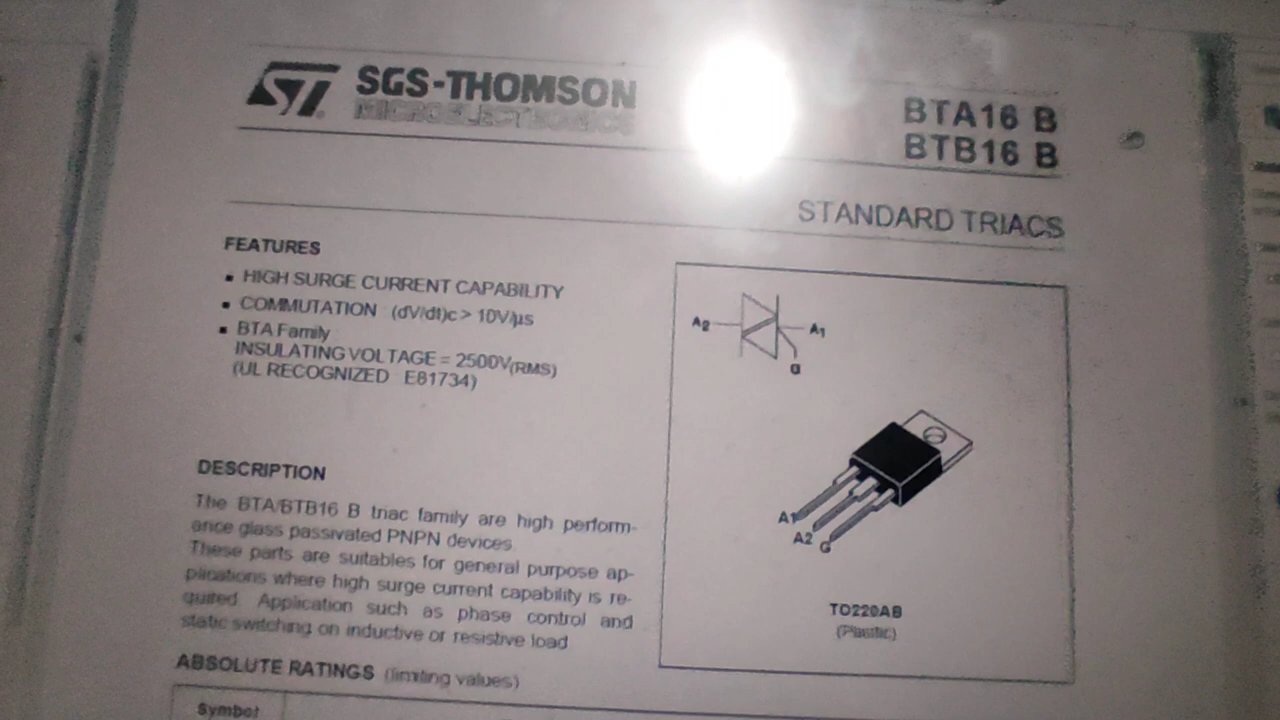 ST SGS-THOMSON
MICROELECTRONICS
BTA16 B
BTB16 B
STANDARD TRIACS
FEATURES
▪ HIGH SURGE CURRENT CAPABILITY
▪ COMMUTATION (dV/dt)c > 10V/µs
▪ BTA Family
INSULATING VOLTAGE = 2500V(RMS)
(UL RECOGNIZED E81734)
DESCRIPTION
The BTA/BTB16 B triac family are high perform-
ance glass passivated PNPN devices
These parts are suitables for general purpose ap-
plications where high surge current capability is re-
quired. Application such as phase control and
static switching on inductive or resistive load
A2
A1
G
A1
A2
G
TO220AB
(Plastic)
ABSOLUTE RATINGS (limiting values)
Symbol